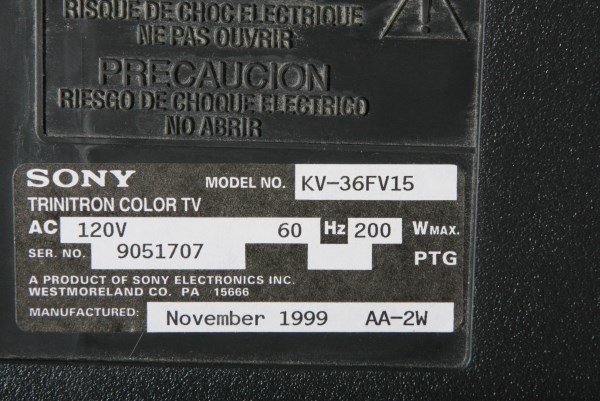 RISQUE DE CHOC ELECTRIQUE
NE PAS OUVRIR
PRECAUCION
RIESGO DE CHOQUE ELECTRICO
NO ABRIR
SONY MODEL NO. KV-36FV15
TRINITRON COLOR TV
AC 120V 60 Hz 200 WMAX.
SER. NO. 9051707 PTG
A PRODUCT OF SONY ELECTRONICS INC.
WESTMORELAND CO. PA 15666
MANUFACTURED: November 1999 AA-2W